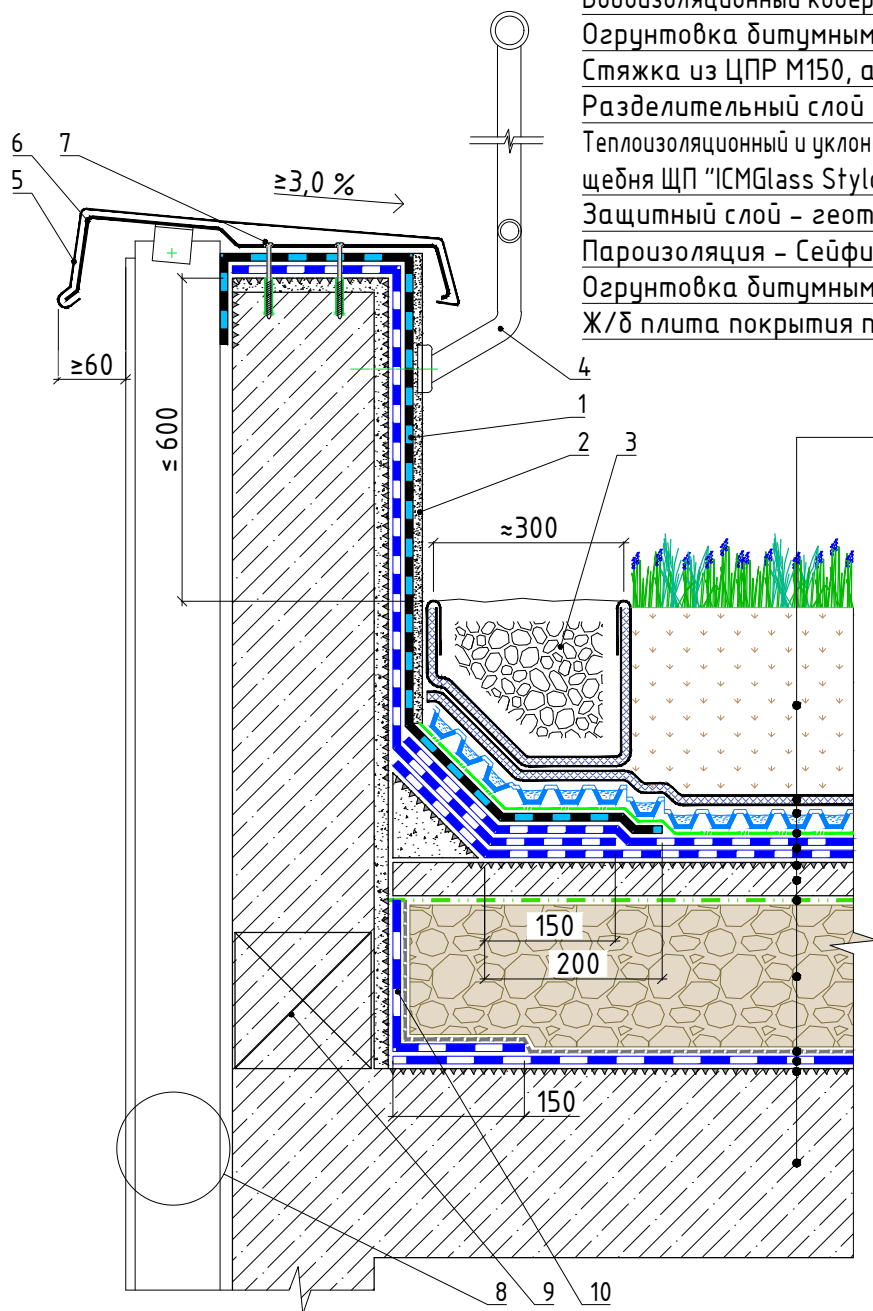 Огрунтовка битумным
Стяжка из ЦПР М150, а
Разделительный слой
Теплоизоляционный и уклон
щебня ЩП "ICMGlass Stylo
Защитный слой – геот
Пароизоляция – Сейфи
Огрунтовка битумным
Ж/б плита покрытия п
6 7
5
≥3,0 %
≥60
4
1
2 3
≤600
≈300
150
200
150
8 9 10